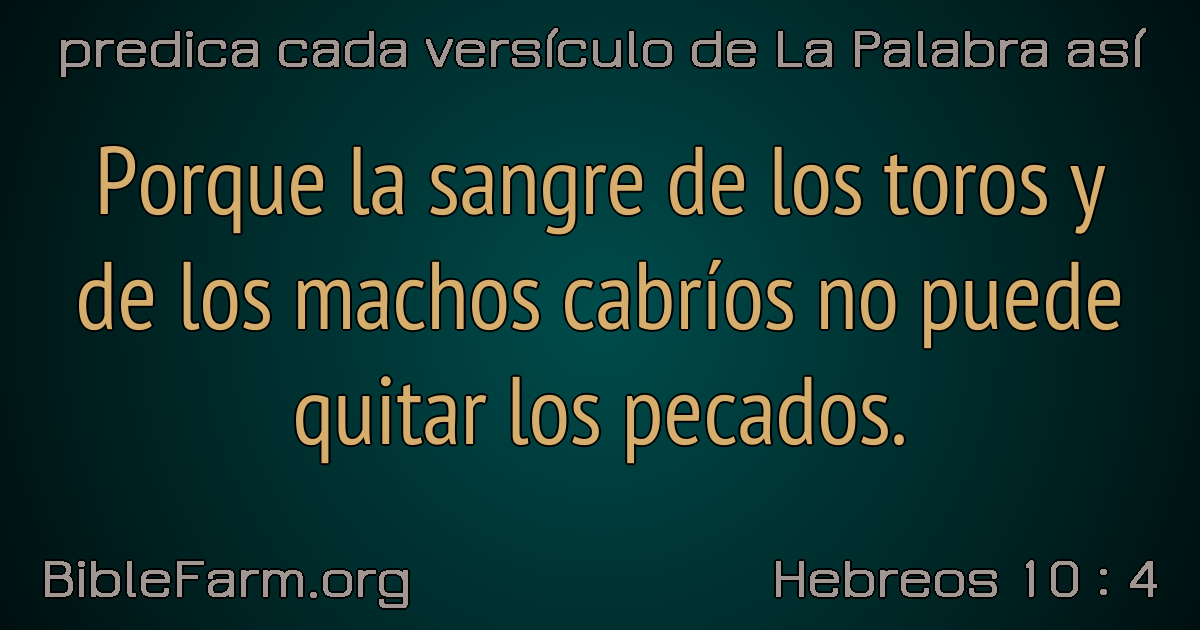 predica cada versículo de La Palabra así
Porque la sangre de los toros y
de los machos cabríos no puede
quitar los pecados.
BibleFarm.org
Hebreos 10 : 4